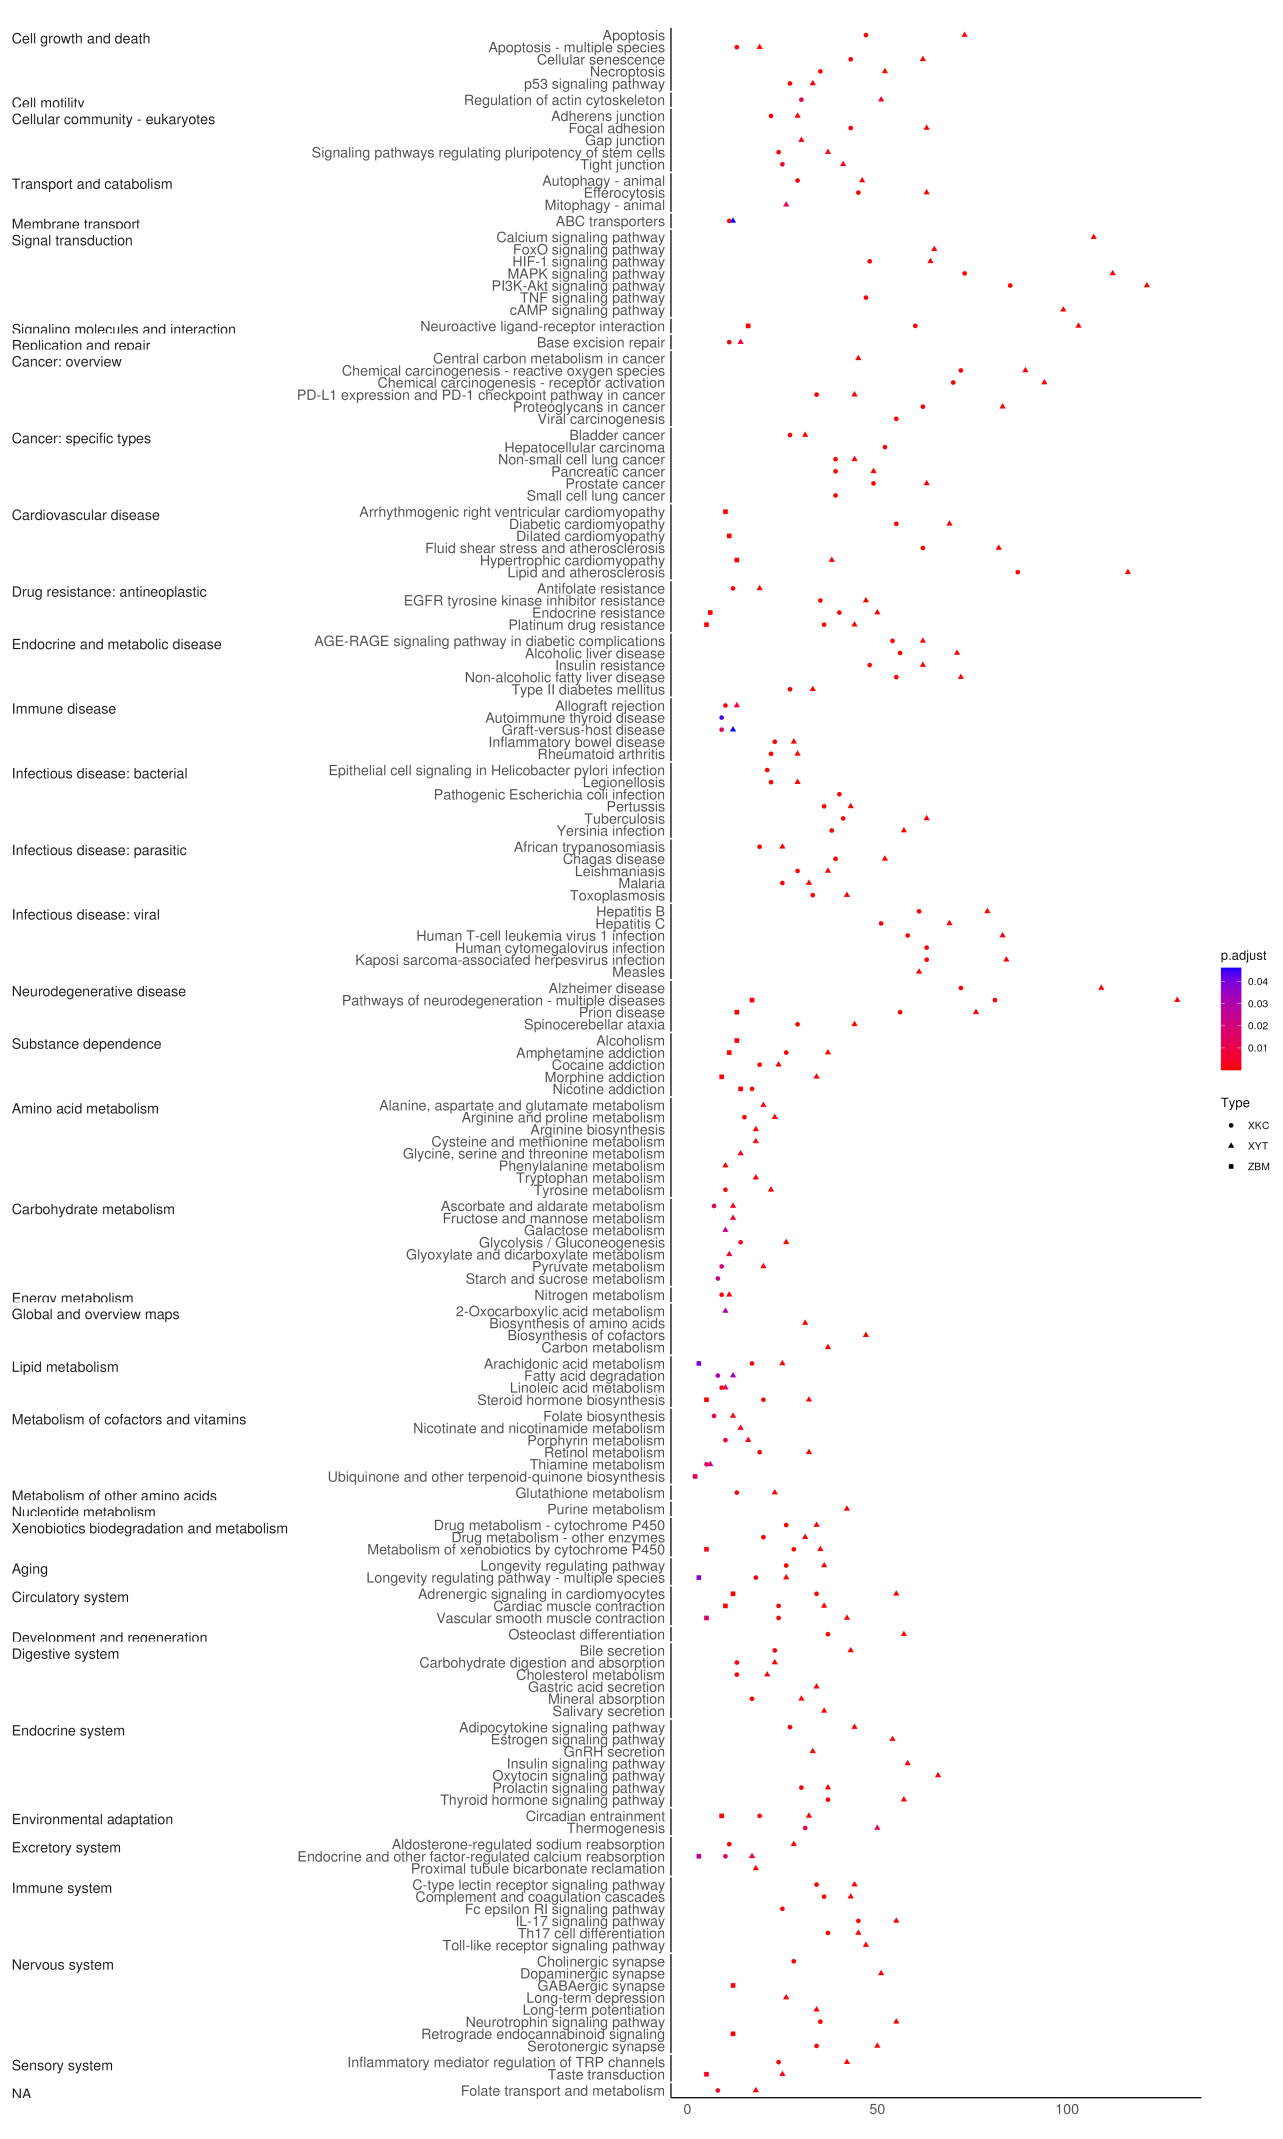 Cell growth and death
Apoptosis
Apoptosis - multiple species
Cellular senescence
Necroptosis
p53 signaling pathway
Cell motility
Regulation of actin cytoskeleton
Cellular community - eukaryotes
Adherens junction
Focal adhesion
Gap junction
Signaling pathways regulating pluripotency of stem cells
Tight junction
Transport and catabolism
Autophagy - animal
Efferocytosis
Mitophagy - animal
Membrane transport
ABC transporters
Signal transduction
Calcium signaling pathway
FoxO signaling pathway
HIF-1 signaling pathway
MAPK signaling pathway
PI3K-Akt signaling pathway
TNF signaling pathway
cAMP signaling pathway
Signaling molecules and interaction
Neuroactive ligand-receptor interaction
Replication and repair
Base excision repair
Cancer: overview
Central carbon metabolism in cancer
Chemical carcinogenesis - reactive oxygen species
Chemical carcinogenesis - receptor activation
PD-L1 expression and PD-1 checkpoint pathway in cancer
Proteoglycans in cancer
Viral carcinogenesis
Cancer: specific types
Bladder cancer
Hepatocellular carcinoma
Non-small cell lung cancer
Pancreatic cancer
Prostate cancer
Small cell lung cancer
Cardiovascular disease
Arrhythmogenic right ventricular cardiomyopathy
Diabetic cardiomyopathy
Dilated cardiomyopathy
Fluid shear stress and atherosclerosis
Hypertrophic cardiomyopathy
Lipid and atherosclerosis
Drug resistance: antineoplastic
Antifolate resistance
EGFR tyrosine kinase inhibitor resistance
Endocrine resistance
Platinum drug resistance
Endocrine and metabolic disease
AGE-RAGE signaling pathway in diabetic complications
Alcoholic liver disease
Insulin resistance
Non-alcoholic fatty liver disease
Type II diabetes mellitus
Immune disease
Allograft rejection
Autoimmune thyroid disease
Graft-versus-host disease
Inflammatory bowel disease
Rheumatoid arthritis
Infectious disease: bacterial
Epithelial cell signaling in Helicobacter pylori infection
Legionellosis
Pathogenic Escherichia coli infection
Pertussis
Tuberculosis
Yersinia infection
Infectious disease: parasitic
African trypanosomiasis
Chagas disease
Leishmaniasis
Malaria
Toxoplasmosis
Infectious disease: viral
Hepatitis B
Hepatitis C
Human T-cell leukemia virus 1 infection
Human cytomegalovirus infection
Kaposi sarcoma-associated herpesvirus infection
Measles
Neurodegenerative disease
Alzheimer disease
Pathways of neurodegeneration - multiple diseases
Prion disease
Spinocerebellar ataxia
Substance dependence
Alcoholism
Amphetamine addiction
Cocaine addiction
Morphine addiction
Nicotine addiction
Amino acid metabolism
Alanine, aspartate and glutamate metabolism
Arginine and proline metabolism
Arginine biosynthesis
Cysteine and methionine metabolism
Glycine, serine and threonine metabolism
Phenylalanine metabolism
Tryptophan metabolism
Tyrosine metabolism
Carbohydrate metabolism
Ascorbate and aldarate metabolism
Fructose and mannose metabolism
Galactose metabolism
Glycolysis / Gluconeogenesis
Glyoxylate and dicarboxylate metabolism
Pyruvate metabolism
Starch and sucrose metabolism
Energy metabolism
Nitrogen metabolism
Global and overview maps
2-Oxocarboxylic acid metabolism
Biosynthesis of amino acids
Biosynthesis of cofactors
Carbon metabolism
Lipid metabolism
Arachidonic acid metabolism
Fatty acid degradation
Linoleic acid metabolism
Steroid hormone biosynthesis
Metabolism of cofactors and vitamins
Folate biosynthesis
Nicotinate and nicotinamide metabolism
Porphyrin metabolism
Retinol metabolism
Thiamine metabolism
Ubiquinone and other terpenoid-quinone biosynthesis
Metabolism of other amino acids
Glutathione metabolism
Nucleotide metabolism
Purine metabolism
Xenobiotics biodegradation and metabolism
Drug metabolism - cytochrome P450
Drug metabolism - other enzymes
Metabolism of xenobiotics by cytochrome P450
Aging
Longevity regulating pathway
Longevity regulating pathway - multiple species
Circulatory system
Adrenergic signaling in cardiomyocytes
Cardiac muscle contraction
Vascular smooth muscle contraction
Development and regeneration
Osteoclast differentiation
Digestive system
Bile secretion
Carbohydrate digestion and absorption
Cholesterol metabolism
Gastric acid secretion
Mineral absorption
Salivary secretion
Endocrine system
Adipocytokine signaling pathway
Estrogen signaling pathway
GnRH secretion
Insulin signaling pathway
Oxytocin signaling pathway
Prolactin signaling pathway
Thyroid hormone signaling pathway
Environmental adaptation
Circadian entrainment
Thermogenesis
Excretory system
Aldosterone-regulated sodium reabsorption
Endocrine and other factor-regulated calcium reabsorption
Proximal tubule bicarbonate reclamation
Immune system
C-type lectin receptor signaling pathway
Complement and coagulation cascades
Fc epsilon RI signaling pathway
IL-17 signaling pathway
Th17 cell differentiation
Toll-like receptor signaling pathway
Nervous system
Cholinergic synapse
Dopaminergic synapse
GABAergic synapse
Long-term depression
Long-term potentiation
Neurotrophin signaling pathway
Retrograde endocannabinoid signaling
Serotonergic synapse
Sensory system
Inflammatory mediator regulation of TRP channels
Taste transduction
NA
Folate transport and metabolism
0 50 100
p.adjust
0.04
0.03
0.02
0.01
Type
XKC
XYT
ZBM